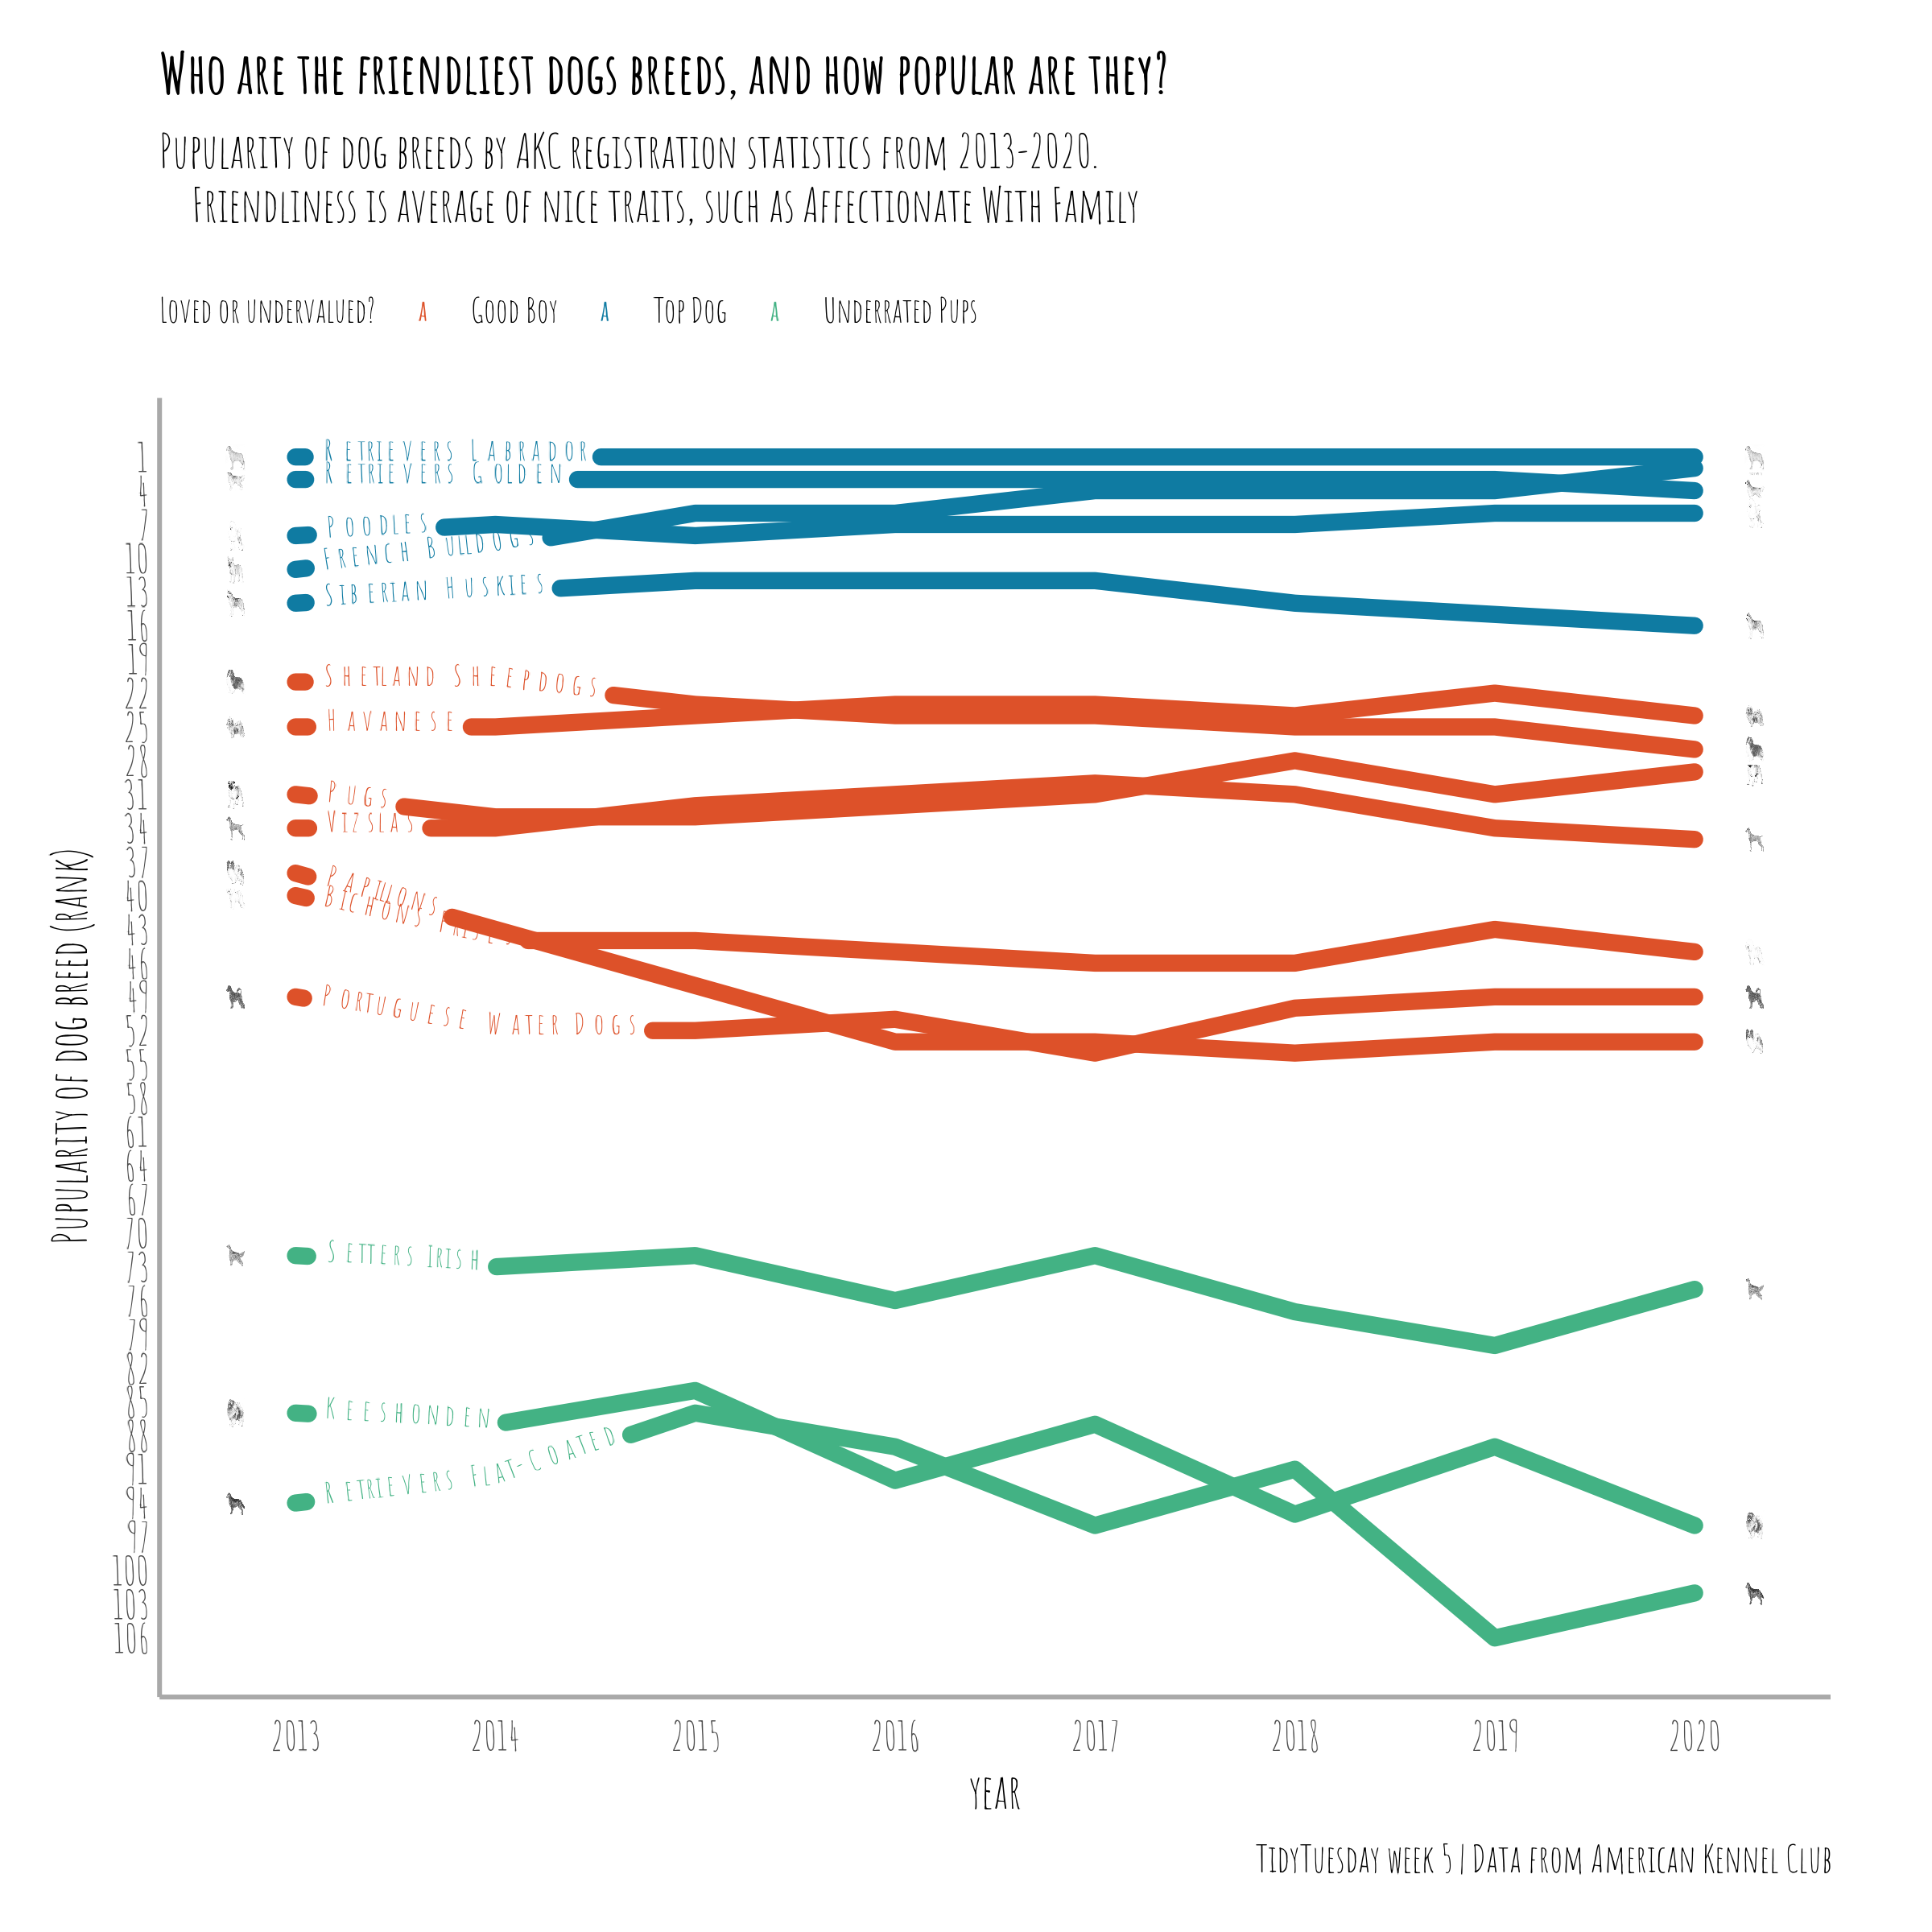 Who are the friendliest dogs breeds, and how popular are they?
Pupularity of dog breeds by AKC registration statistics from 2013-2020.
Friendliness is average of nice traits, such as Affectionate With Family
Loved or undervalued? a Good Boy a Top Dog a Underrated Pups
Pupularity of dog breed (rank)
1
4
7
10
13
16
19
22
25
28
31
34
37
40
43
46
49
52
55
58
61
64
67
70
73
76
79
82
85
88
91
94
97
100
103
106
Retrievers Labrador
Retrievers Golden
Poodles
French Bulldogs
Siberian Huskies
Shetland Sheepdogs
Havanese
Pugs
Vizslas
Papillons
Bichons Frises
Portuguese Water Dogs
Setters Irish
Keeshonden
Retrievers Flat-Coated
2013 2014 2015 2016 2017 2018 2019 2020
year
TidyTuesday week 5 | Data from American Kennel Club